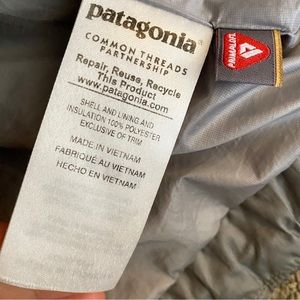 patagonia®
COMMON THREADS
PARTNERSHIP
Repair, Reuse, Recycle
This Product
www.patagonia.com
SHELL AND LINING AND
INSULATION 100% POLYESTER
EXCLUSIVE OF TRIM
MADE IN VIETNAM
FABRIQUÉ AU VIETNAM
HECHO EN VIETNAM
PRIMALOFT